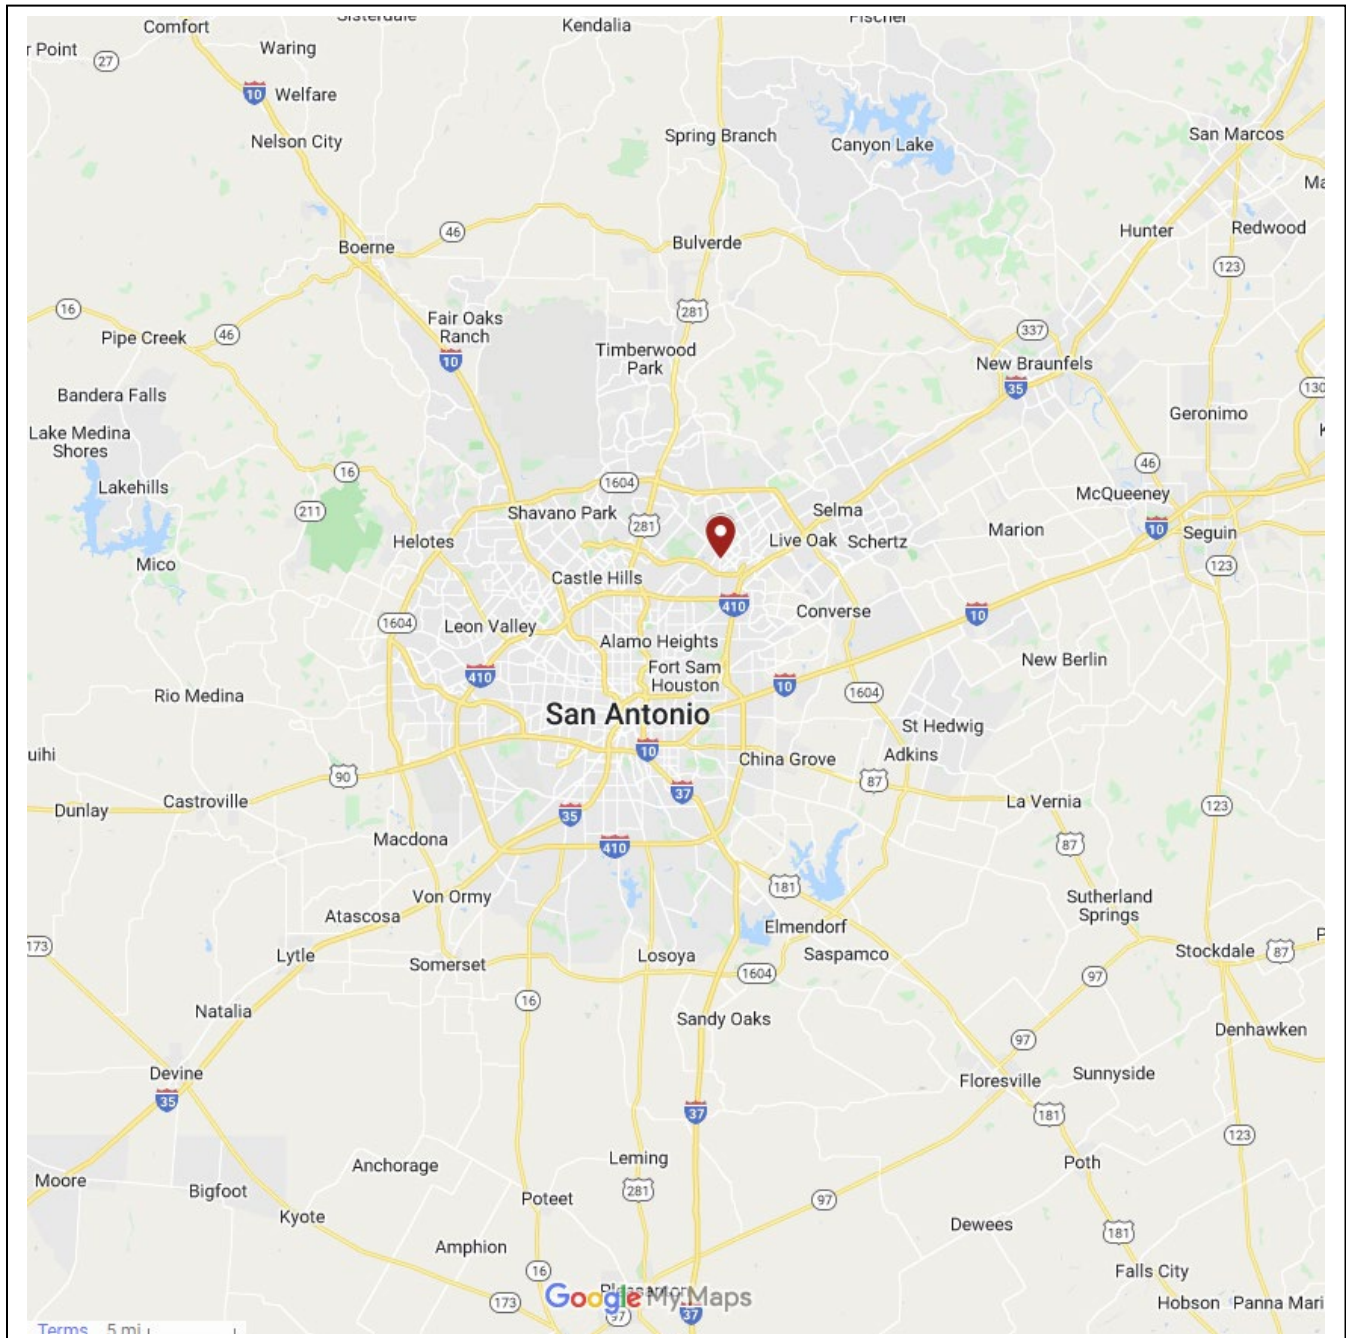 Comfort
Sisterdale
Kendalia
Fischer
r Point
27
Waring
10
Welfare
Nelson City
Spring Branch
Canyon Lake
San Marcos
Ma
Boerne
46
Bulverde
Hunter
Redwood
123
16
Pipe Creek
46
Fair Oaks
Ranch
10
281
Timberwood
Park
337
New Braunfels
35
130
Bandera Falls
Geronimo
Lake Medina
Shores
Lakehills
16
211
Mico
Helotes
Shavano Park
1604
281
Selma
Live Oak
Schertz
Marion
46
McQueeney
10
Seguin
123
Castle Hills
410
Converse
10
1604
Leon Valley
Alamo Heights
410
Fort Sam
Houston
10
New Berlin
Rio Medina
1604
San Antonio
St Hedwig
uihi
90
10
China Grove
Adkins
87
Dunlay
Castroville
37
35
La Vernia
123
Macdona
410
87
Von Ormy
181
Sutherland
Springs
Atascosa
Elmendorf
173
Lytle
Somerset
Losoya
Saspamco
Stockdale
87
P
1604
97
16
Natalia
Sandy Oaks
Denhawken
97
Devine
35
Floresville
Sunnyside
37
181
123
Anchorage
Leming
Poth
Moore
Bigfoot
281
97
Poteet
Kyote
Dewees
181
Amphion
16
Falls City
173
Pleasanton
97
37
Google My Maps
Hobson
Panna Mari
Terms
5 mi